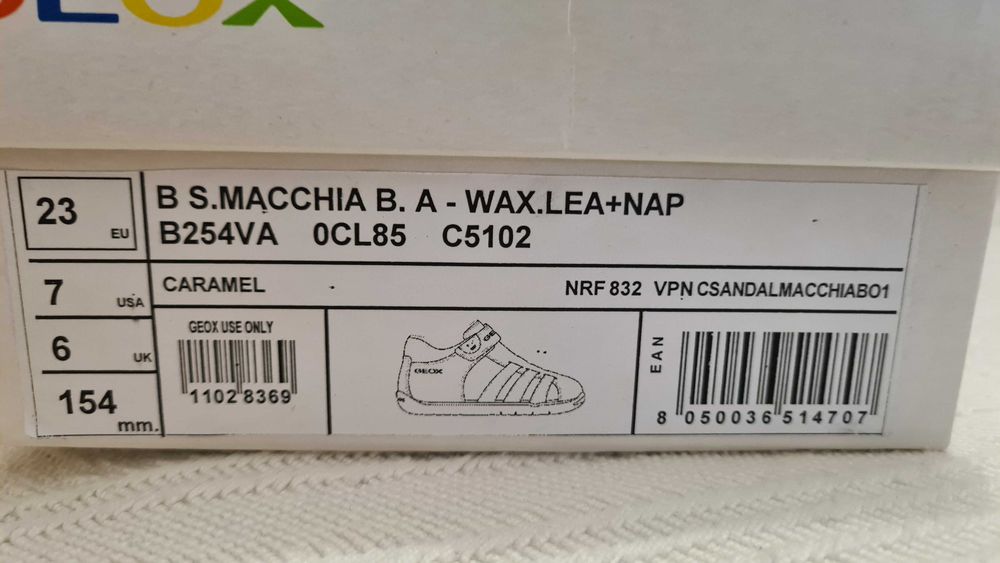 GEOX
23 EU
B S.MACCHIA B. A - WAX.LEA+NAP
B254VA 0CL85 C5102
7 USA
CARAMEL
NRF 832 VPN CSANDALMACCHIABO1
6 UK
154 mm.
GEOX USE ONLY
1102 8369
GEOX
GEOX
EAN
8 050036 514707